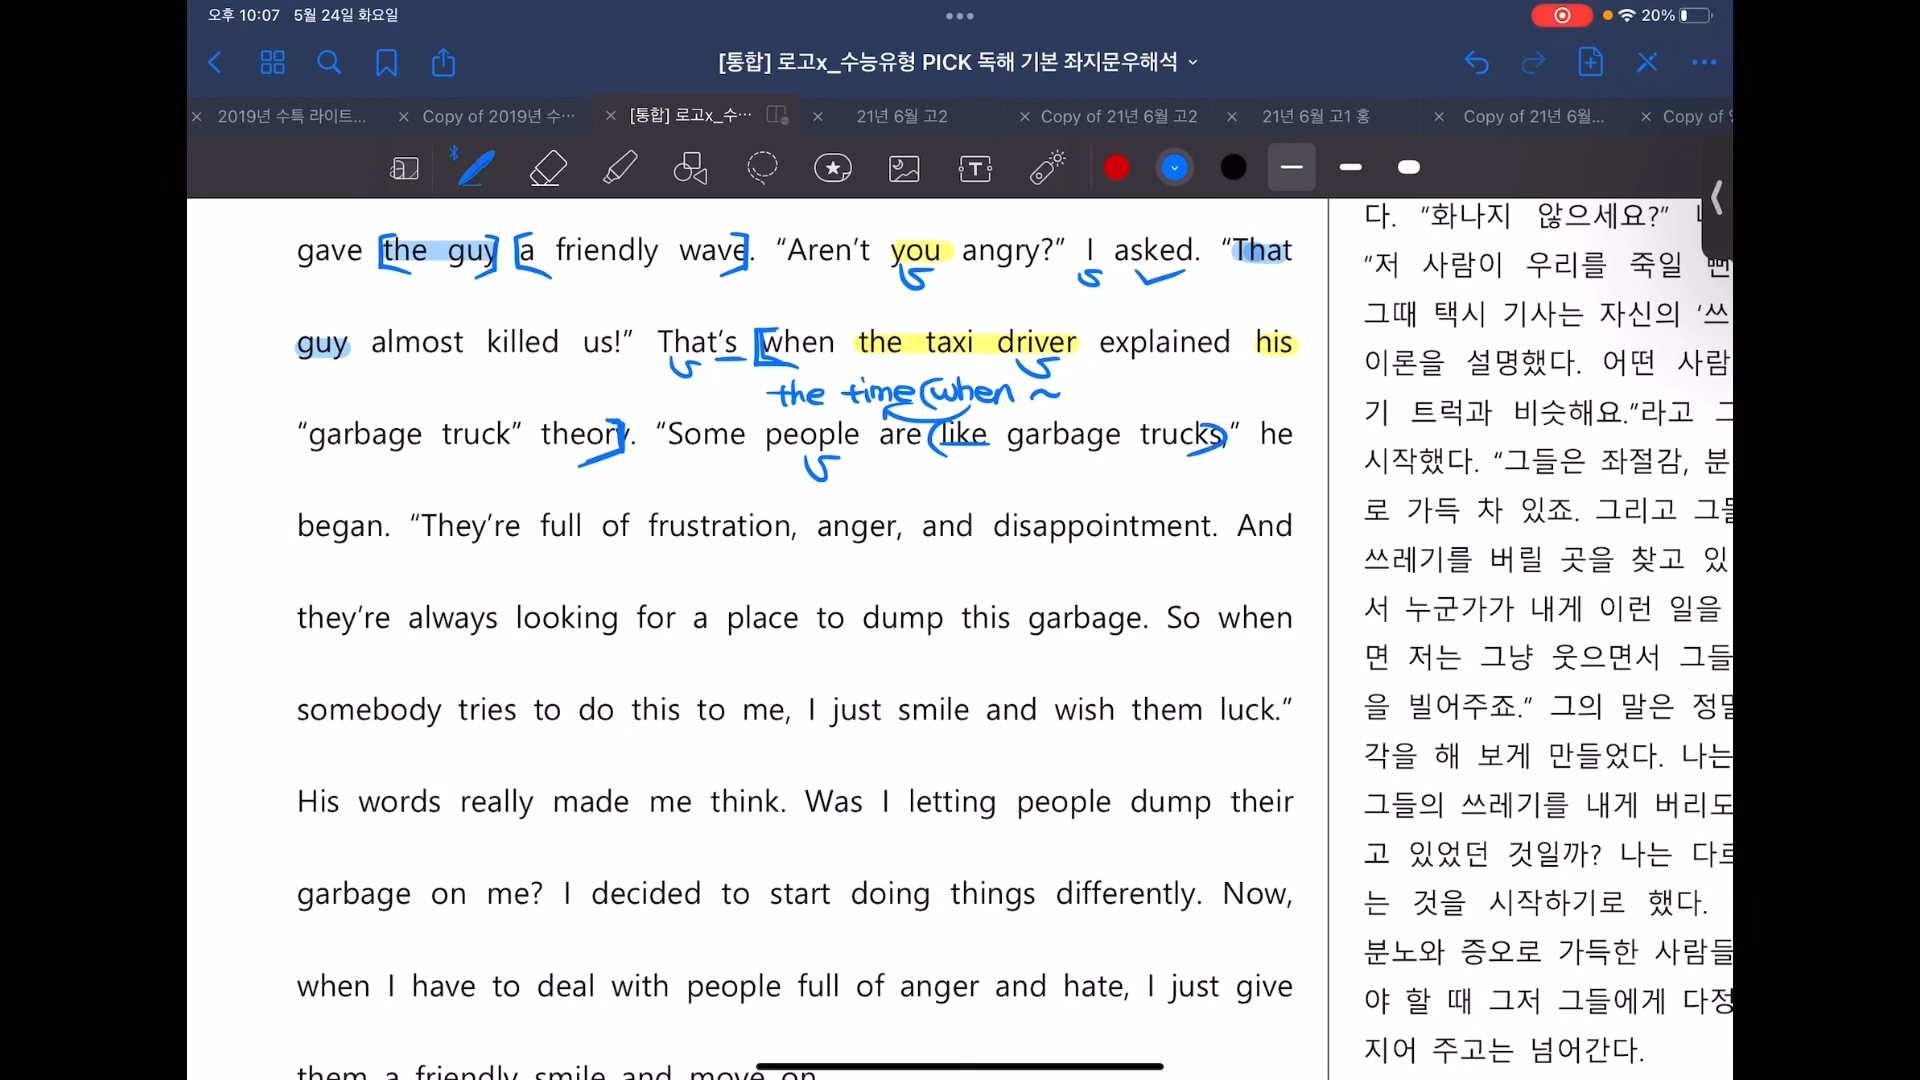 오후 10:07 5월 24일 화요일
20%
[통합] 로고x_수능유형 PICK 독해 기본 좌지문우해석
2019년 수특 라이트...
Copy of 2019년 수...
[통합] 로고x_수...
21년 6월 고2
Copy of 21년 6월 고2
21년 6월 고1 홍
Copy of 21년 6월...
Copy of
gave the guy a friendly wave. “Aren’t you angry?” I asked. “That
guy almost killed us!” That’s when the taxi driver explained his
the time (when ~
“garbage truck” theory. “Some people are (like garbage trucks,” he
began. “They’re full of frustration, anger, and disappointment. And
they’re always looking for a place to dump this garbage. So when
somebody tries to do this to me, I just smile and wish them luck.”
His words really made me think. Was I letting people dump their
garbage on me? I decided to start doing things differently. Now,
when I have to deal with people full of anger and hate, I just give
them a friendly smile and move on.
다. “화나지 않으세요?”
“저 사람이 우리를 죽일 뻔
그때 택시 기사는 자신의 ‘쓰
이론을 설명했다. 어떤 사람
기 트럭과 비슷해요.”라고 그
시작했다. “그들은 좌절감, 분
로 가득 차 있죠. 그리고 그들
쓰레기를 버릴 곳을 찾고 있
서 누군가가 내게 이런 일을
면 저는 그냥 웃으면서 그들
을 빌어주죠.” 그의 말은 정말
각을 해 보게 만들었다. 나는
그들의 쓰레기를 내게 버리도
고 있었던 것일까? 나는 다르
는 것을 시작하기로 했다.
분노와 증오로 가득한 사람들
야 할 때 그저 그들에게 다정
지어 주고는 넘어간다.